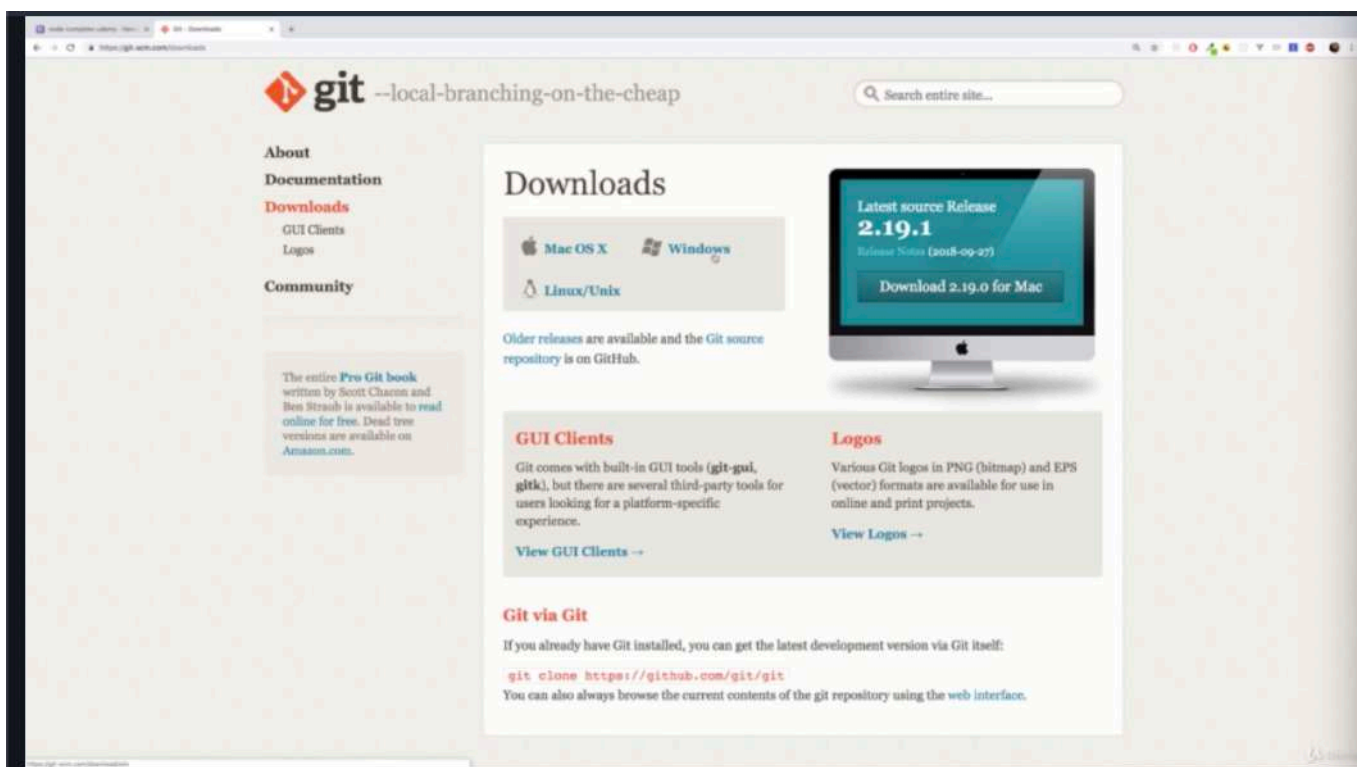 git --local-branching-on-the-cheap
Search entire site...
About
Documentation
Downloads
GUI Clients
Logos
Community
The entire Pro Git book
written by Scott Chacon and
Ben Straub is available to read
online for free. Dead tree
versions are available on
Amazon.com.
Downloads
Mac OS X
Windows
Linux/Unix
Older releases are available and the Git source
repository is on GitHub.
Latest source Release
2.19.1
Release Notes (2018-09-27)
Download 2.19.0 for Mac
GUI Clients
Git comes with built-in GUI tools (git-gui,
gitk), but there are several third-party tools for
users looking for a platform-specific
experience.
View GUI Clients →
Logos
Various Git logos in PNG (bitmap) and EPS
(vector) formats are available for use in
online and print projects.
View Logos →
Git via Git
If you already have Git installed, you can get the latest development version via Git itself:
git clone https://github.com/git/git
You can also always browse the current contents of the git repository using the web interface.